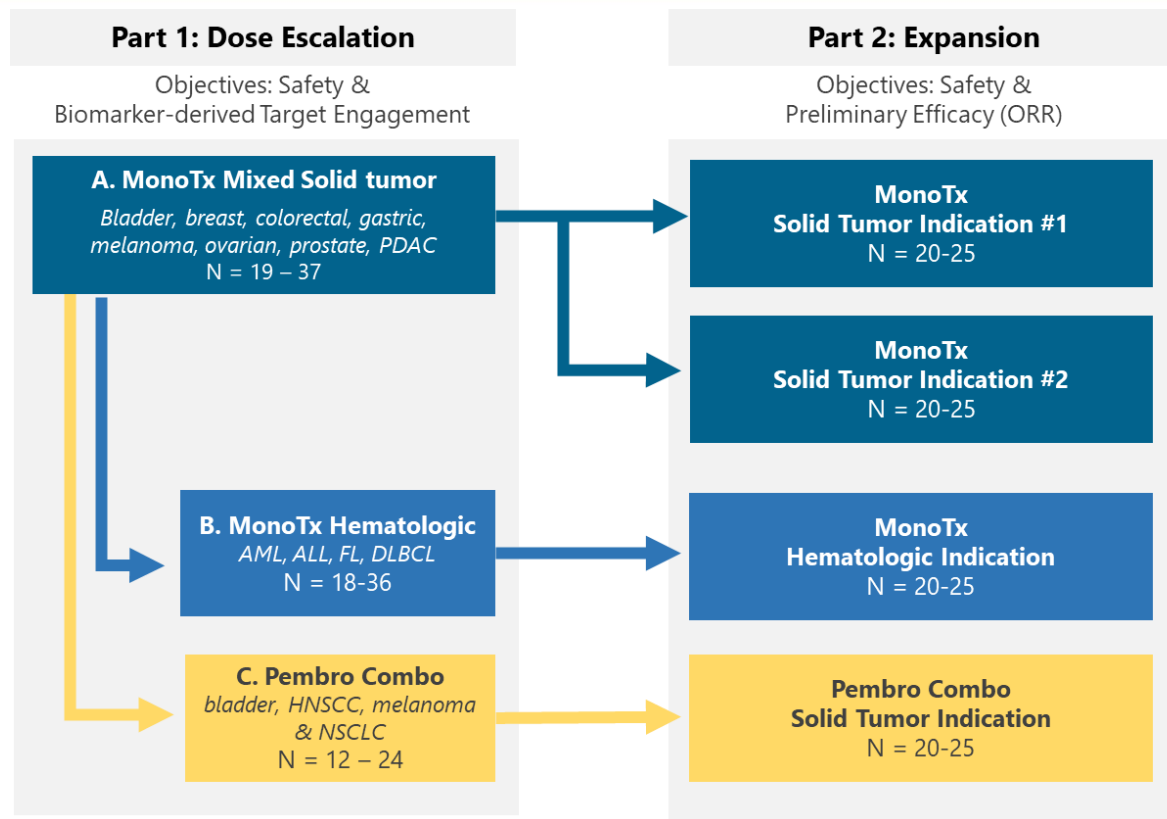 Part 1: Dose Escalation
Objectives: Safety &
Biomarker-derived Target Engagement
A. MonoTx Mixed Solid tumor
Bladder, breast, colorectal, gastric,
melanoma, ovarian, prostate, PDAC
N = 19 – 37
B. MonoTx Hematologic
AML, ALL, FL, DLBCL
N = 18-36
C. Pembro Combo
bladder, HNSCC, melanoma
& NSCLC
N = 12 – 24
Part 2: Expansion
Objectives: Safety &
Preliminary Efficacy (ORR)
MonoTx
Solid Tumor Indication #1
N = 20-25
MonoTx
Solid Tumor Indication #2
N = 20-25
MonoTx
Hematologic Indication
N = 20-25
Pembro Combo
Solid Tumor Indication
N = 20-25